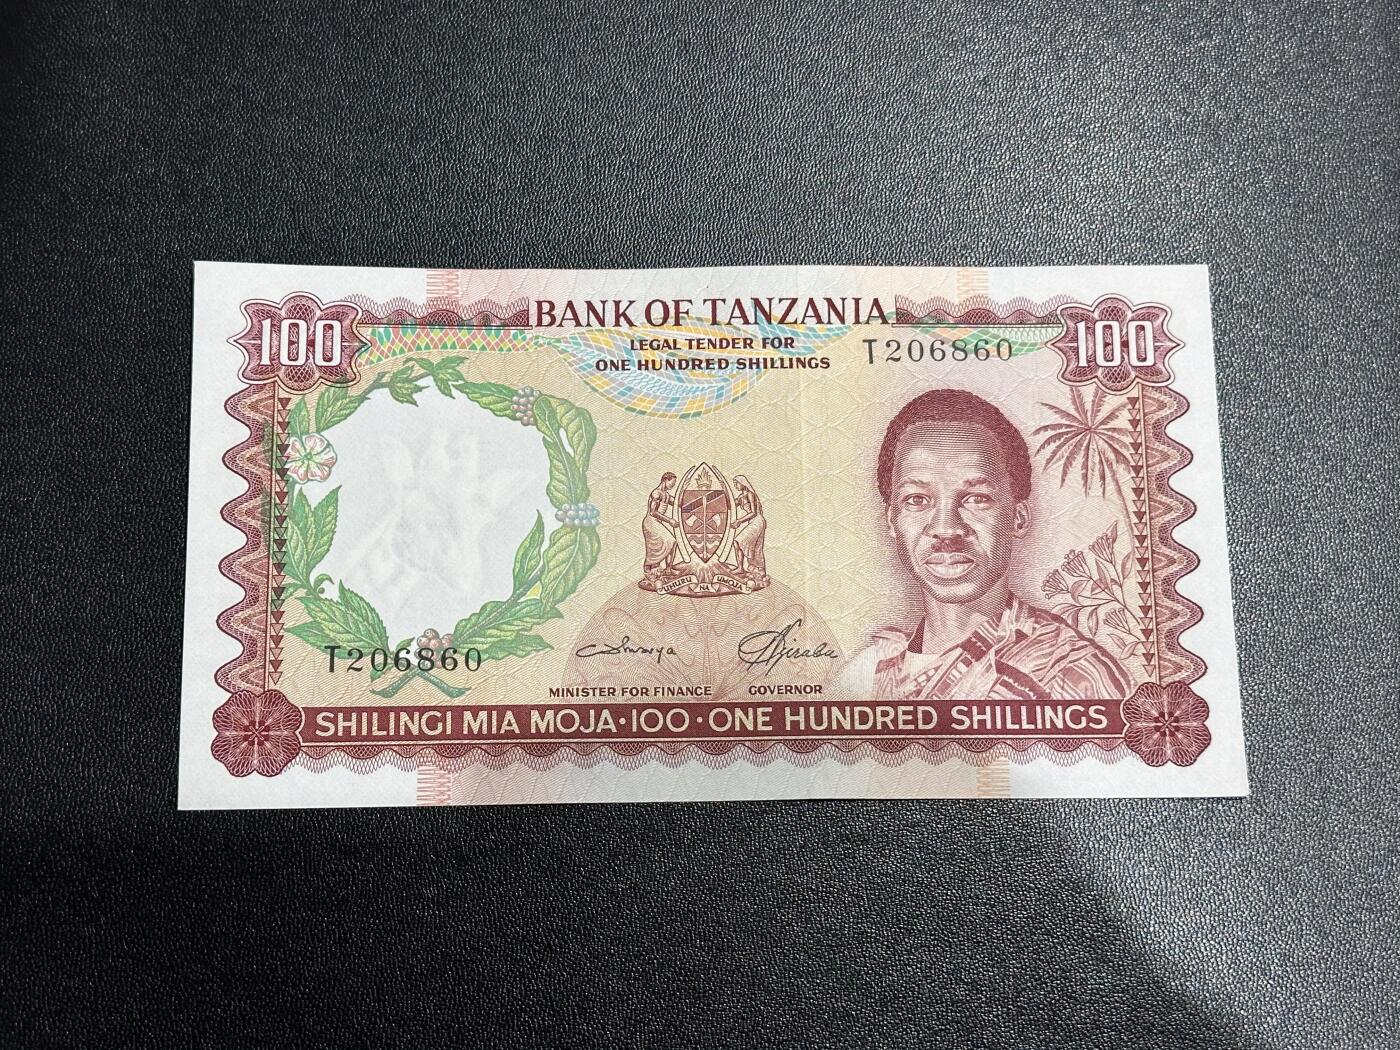 100
BANK OF TANZANIA
100
LEGAL TENDER FOR
ONE HUNDRED SHILLINGS
T206860
UHURU NA UMOJA
T206860
MINISTER FOR FINANCE
GOVERNOR
SHILINGI MIA MOJA·100·ONE HUNDRED SHILLINGS